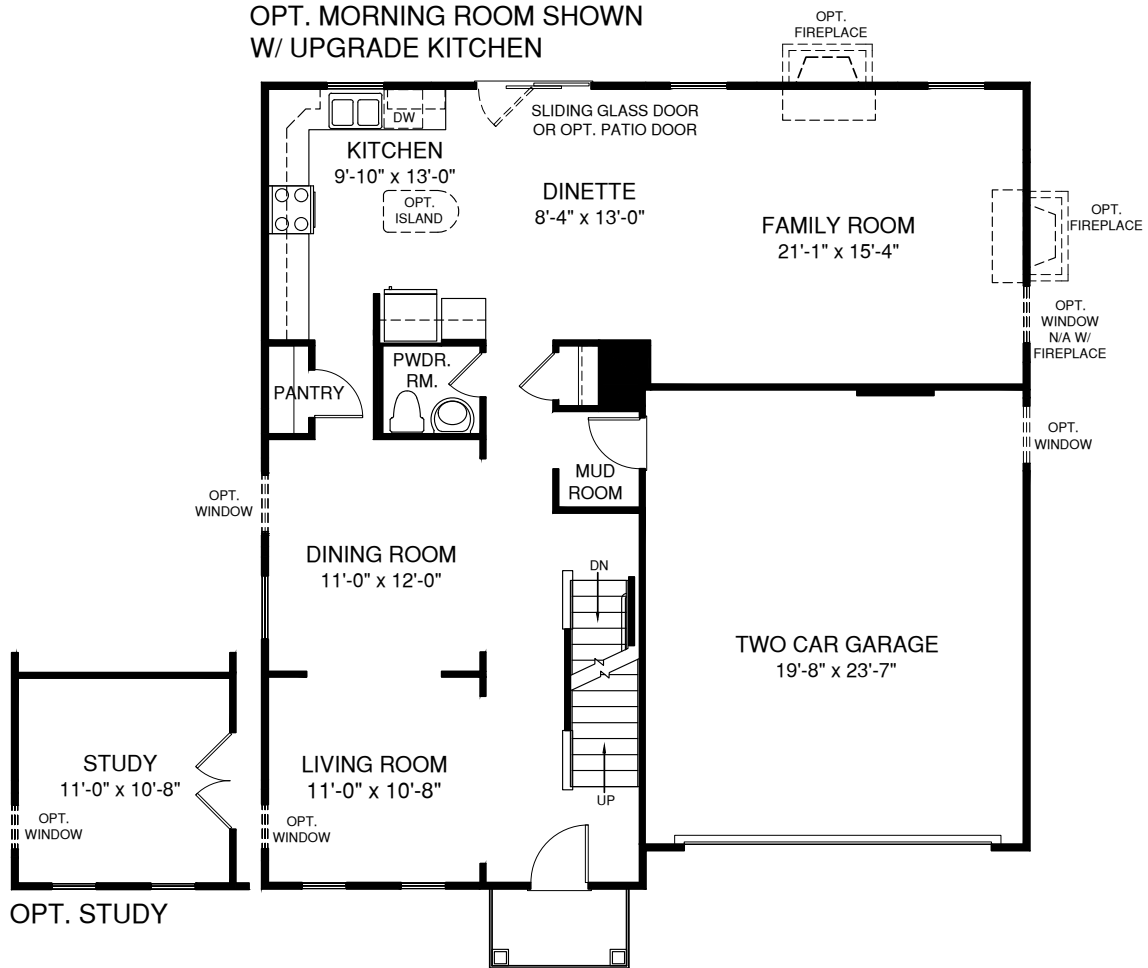 OPT. MORNING ROOM SHOWN
W/ UPGRADE KITCHEN
OPT.
FIREPLACE
DW
SLIDING GLASS DOOR
OR OPT. PATIO DOOR
KITCHEN
9'-10" x 13'-0"
OPT.
ISLAND
DINETTE
8'-4" x 13'-0"
FAMILY ROOM
21'-1" x 15'-4"
OPT.
FIREPLACE
OPT.
WINDOW
N/A W/
FIREPLACE
PWDR.
RM.
PANTRY
OPT.
WINDOW
MUD
ROOM
OPT.
WINDOW
DINING ROOM
11'-0" x 12'-0"
DN
TWO CAR GARAGE
19'-8" x 23'-7"
STUDY
11'-0" x 10'-8"
LIVING ROOM
11'-0" x 10'-8"
UP
OPT.
WINDOW
OPT.
WINDOW
OPT. STUDY